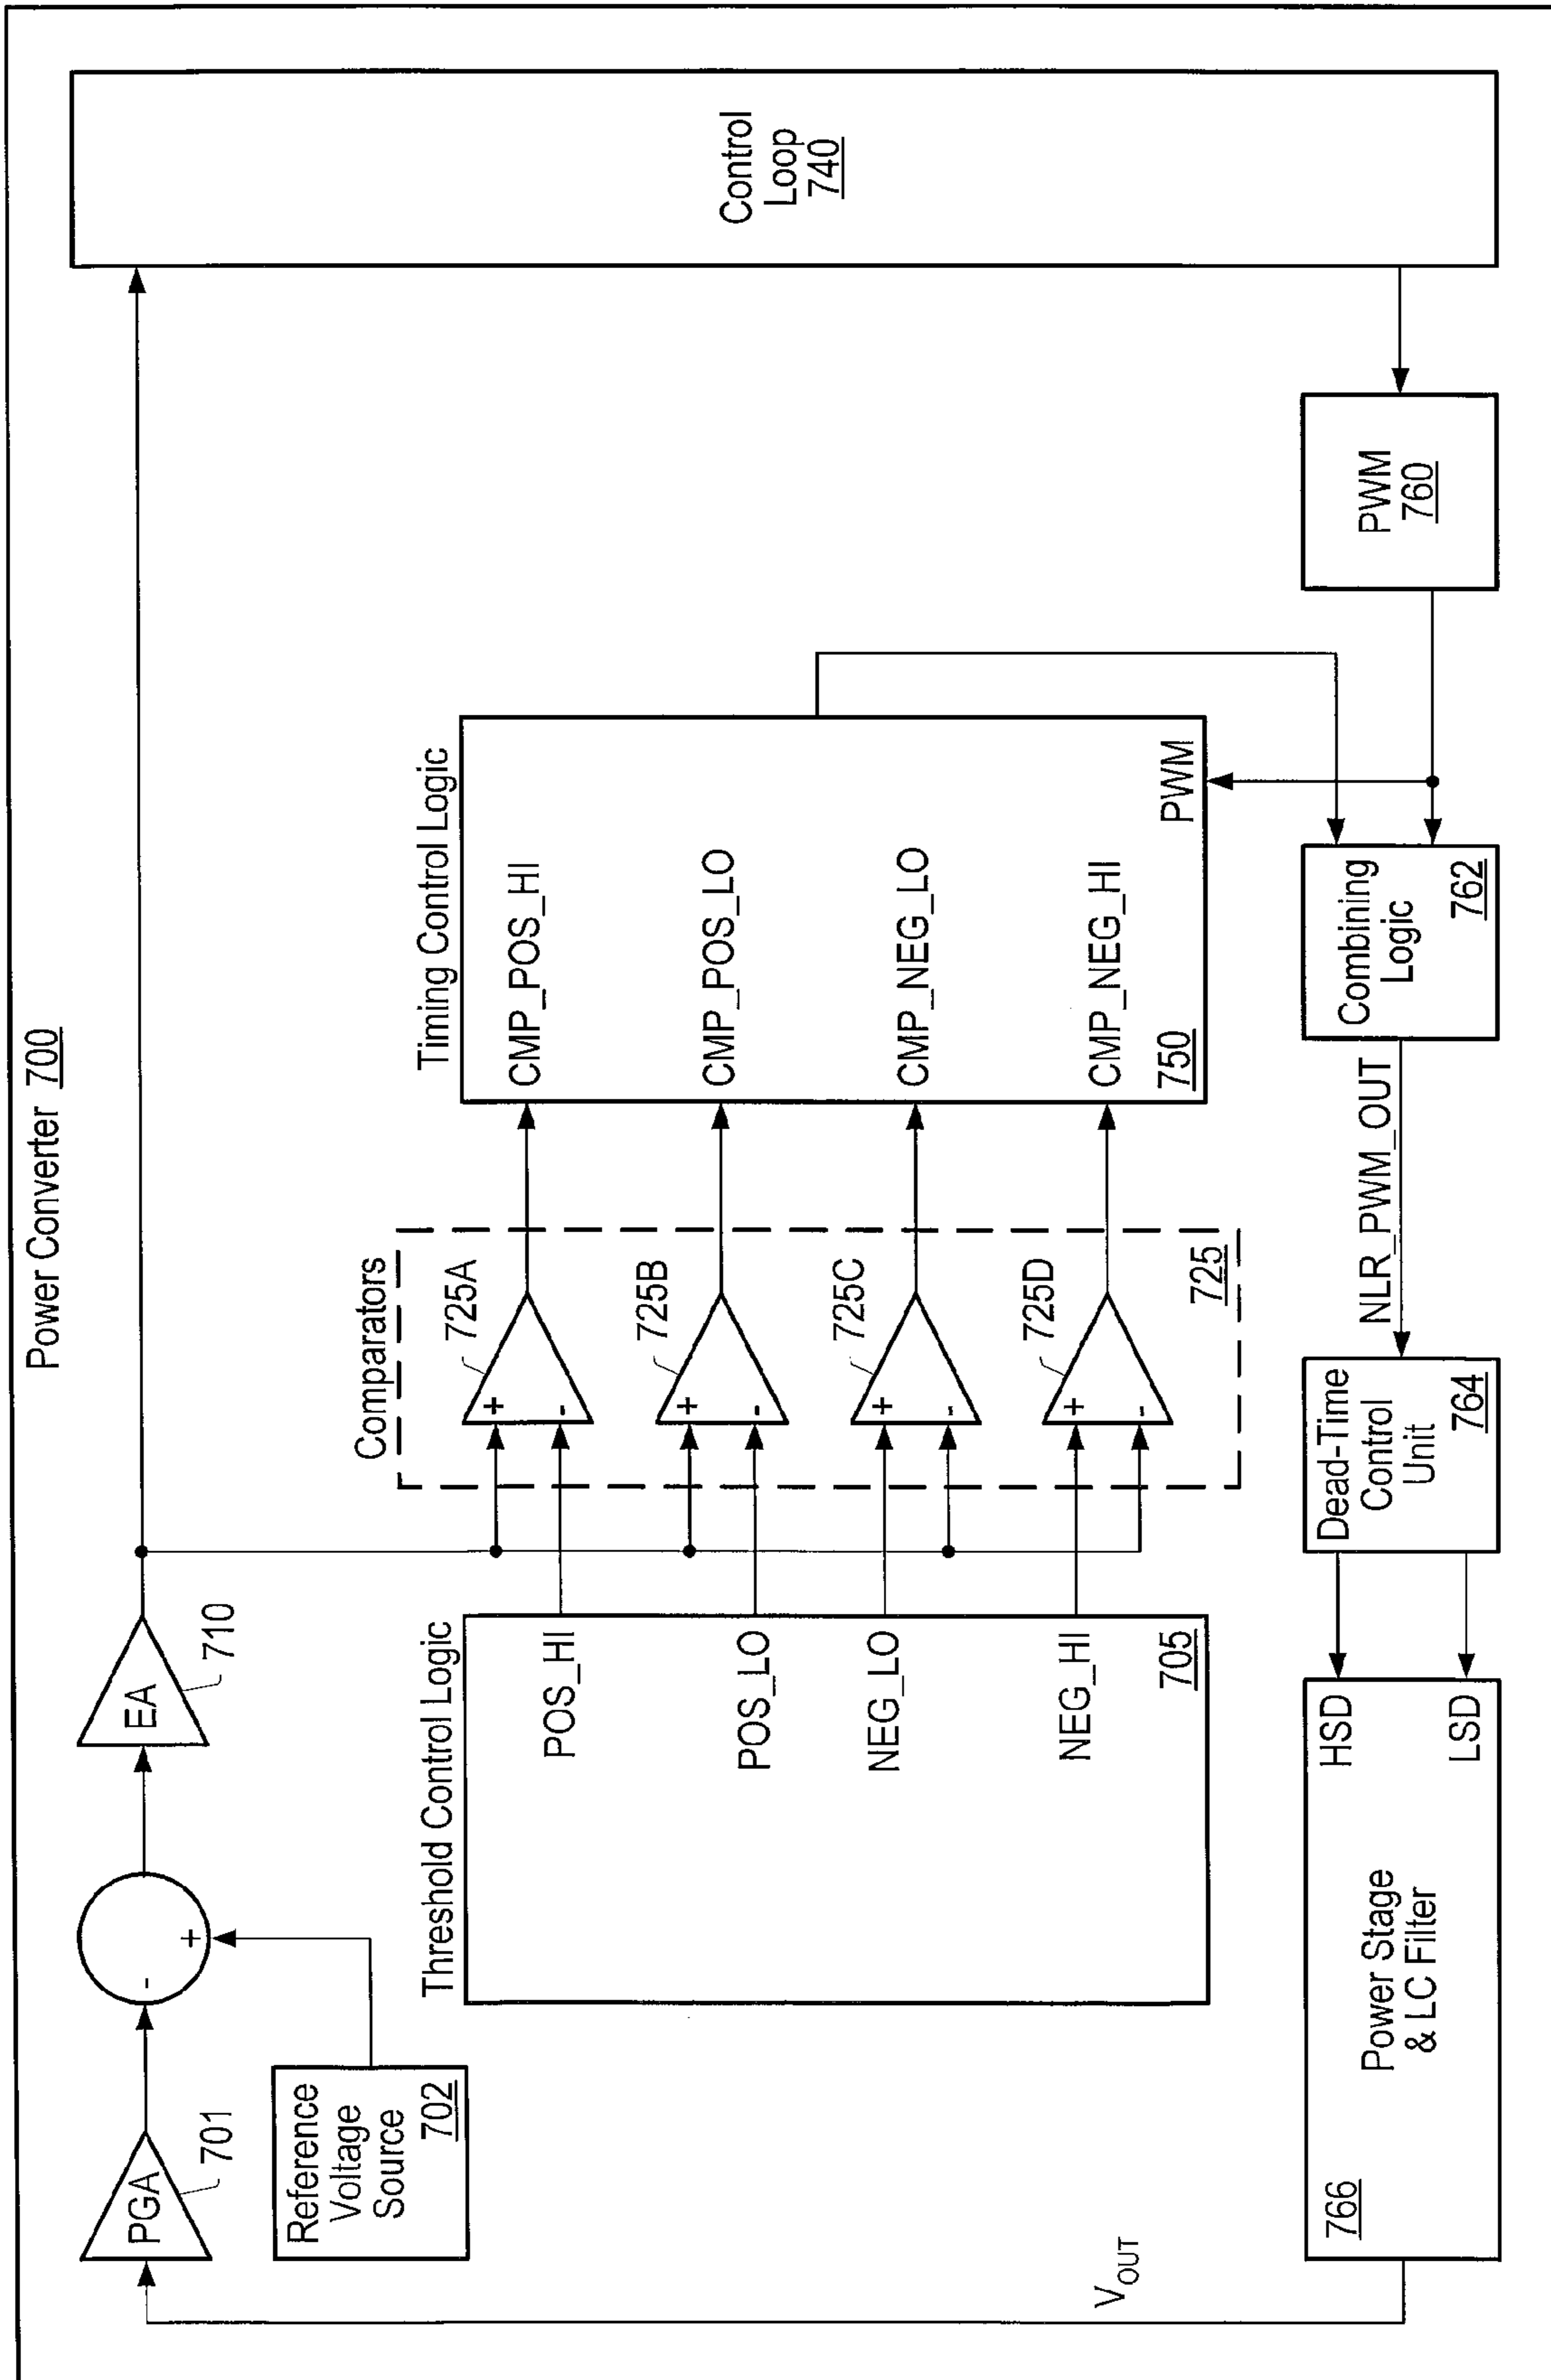 Power Converter 700
PGA
701
-
+
Reference
Voltage
Source
702
EA
710
Control
Loop
740
Threshold Control Logic
POS_HI
POS_LO
NEG_LO
NEG_HI
705
Comparators
725A
+
-
725B
+
-
725C
+
-
725D
+
-
725
Timing Control Logic
CMP_POS_HI
CMP_POS_LO
CMP_NEG_LO
CMP_NEG_HI
750
PWM
V_OUT
766
Power Stage
& LC Filter
HSD
LSD
Dead-Time
Control
Unit
764
NLR_PWM_OUT
Combining
Logic
762
PWM
760